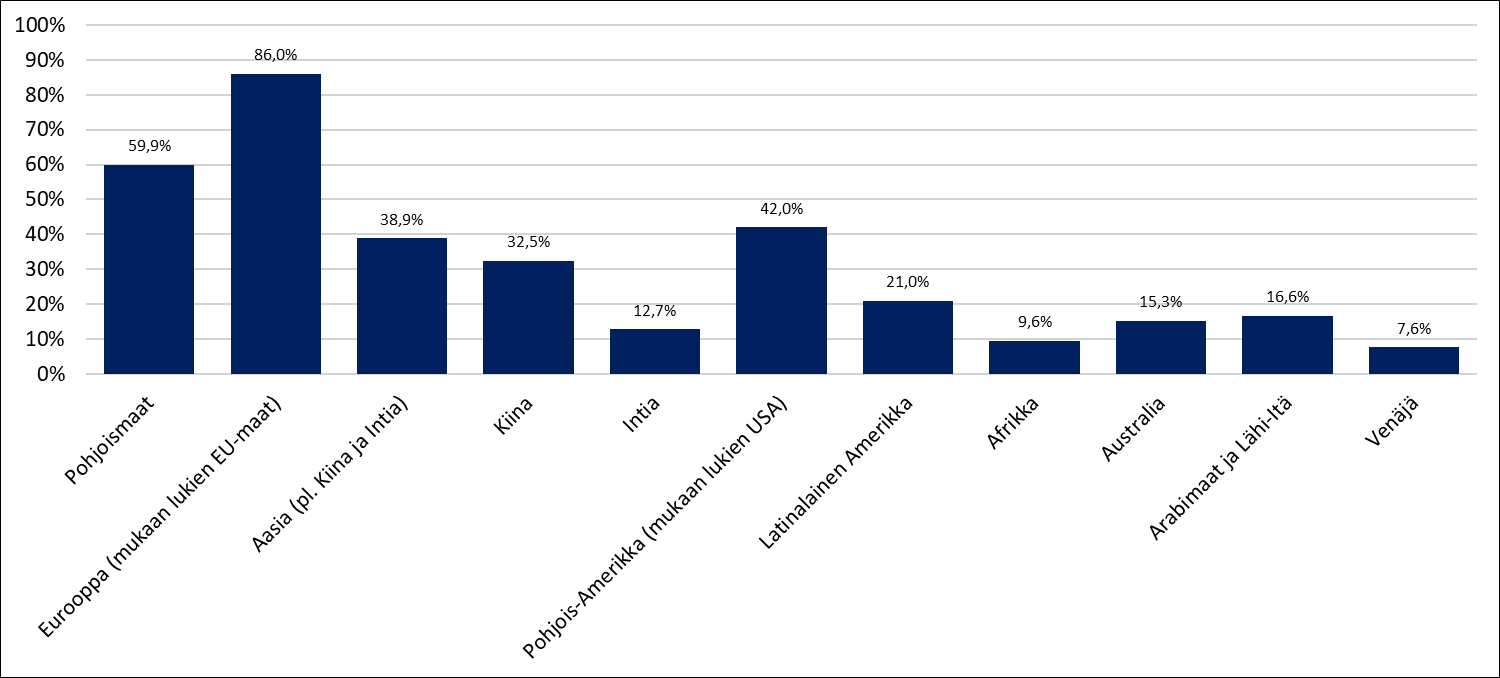 100%
90%
80%
70%
60%
50%
40%
30%
20%
10%
0%
59,9%
86,0%
38,9%
32,5%
12,7%
42,0%
21,0%
9,6%
15,3%
16,6%
7,6%
Pohjoismaat
Eurooppa (mukaan lukien EU-maat)
Aasia (pl. Kiina ja Intia)
Kiina
Intia
Pohjois-Amerikka (mukaan lukien USA)
Latinalainen Amerikka
Afrikka
Australia
Arabimaat ja Lähi-Itä
Venäjä